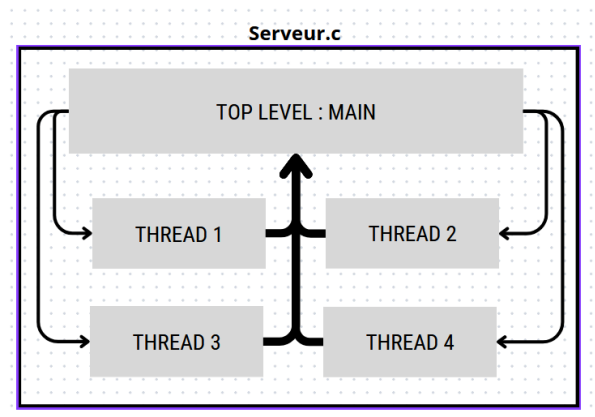 Serveur.c
TOP LEVEL : MAIN
THREAD 1
THREAD 2
THREAD 3
THREAD 4